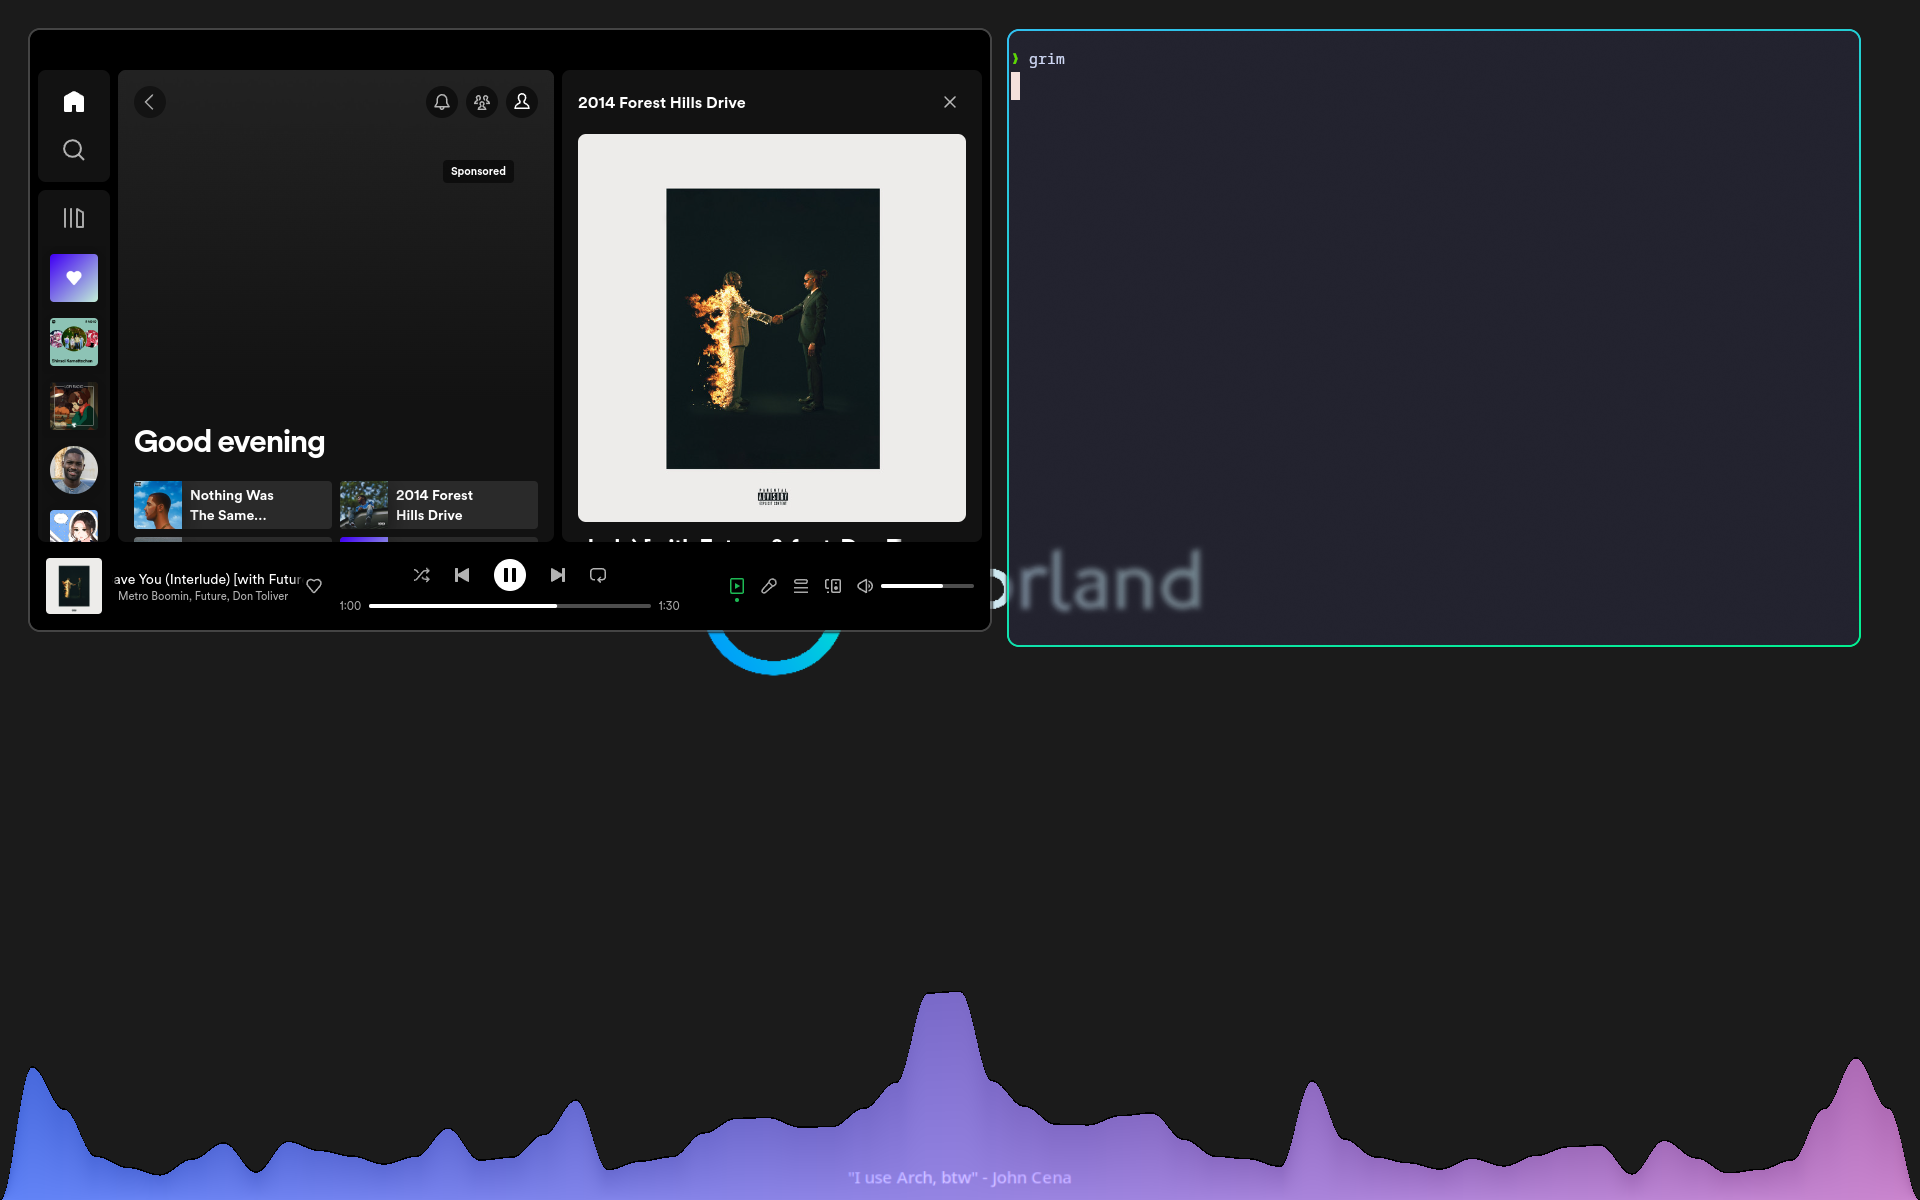 Sponsored
Good evening
Nothing Was
The Same...
2014 Forest
Hills Drive
2014 Forest Hills Drive
PARENTAL
ADVISORY
EXPLICIT CONTENT
ave You (Interlude) [with Futur
Metro Boomin, Future, Don Toliver
1:00
1:30
❯ grim
orland
"I use Arch, btw" - John Cena